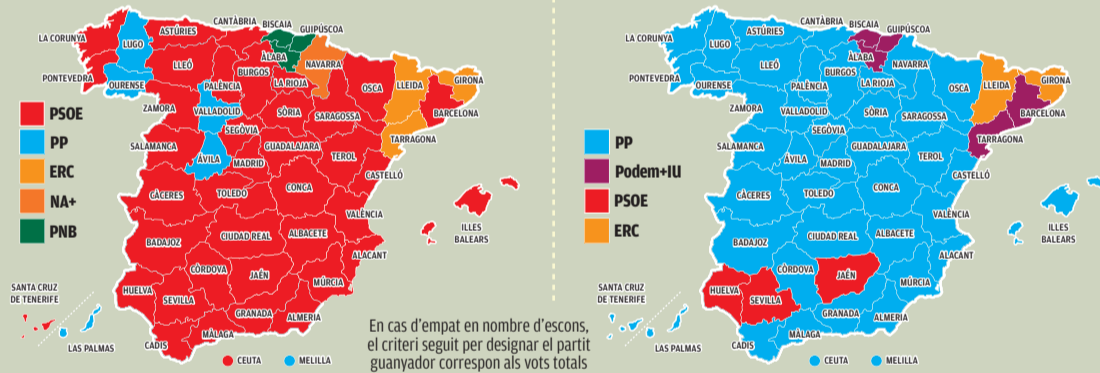 LA CORUNYA
LUGO
ASTÚRIES
CANTÀBRIA
BISCAIA
GUIPÚSCOA
ÀLABA
NAVARRA
PONTEVEDRA
OURENSE
LLEÓ
PALÈNCIA
BURGOS
LA RIOJA
OSCA
LLEIDA
GIRONA
BARCELONA
ZAMORA
VALLADOLID
SÒRIA
SARAGOSSA
TARRAGONA
SEGÒVIA
SALAMANCA
ÁVILA
MADRID
GUADALAJARA
TEROL
CASTELLÓ
CÀCERES
TOLEDO
CONCA
VALÈNCIA
ILLES
BALEARS
BADAJOZ
CIUDAD REAL
ALBACETE
ALACANT
CÒRDOVA
JAÉN
MÚRCIA
HUELVA
SEVILLA
GRANADA
ALMERIA
MÀLAGA
CADIS
SANTA CRUZ
DE TENERIFE
LAS PALMAS
CEUTA
MELILLA
PSOE
PP
ERC
NA+
PNB
En cas d'empat en nombre d'escons,
el criteri seguit per designar el partit
guanyador correspon als vots totals
LA CORUNYA
LUGO
ASTÚRIES
CANTÀBRIA
BISCAIA
GUIPÚSCOA
ÀLABA
NAVARRA
PONTEVEDRA
OURENSE
LLEÓ
PALÈNCIA
BURGOS
LA RIOJA
OSCA
LLEIDA
GIRONA
BARCELONA
ZAMORA
VALLADOLID
SÒRIA
SARAGOSSA
TARRAGONA
SEGÒVIA
SALAMANCA
ÁVILA
MADRID
GUADALAJARA
TEROL
CASTELLÓ
CÀCERES
TOLEDO
CONCA
VALÈNCIA
ILLES
BALEARS
BADAJOZ
CIUDAD REAL
ALBACETE
ALACANT
CÒRDOVA
JAÉN
MÚRCIA
HUELVA
SEVILLA
GRANADA
ALMERIA
MÀLAGA
CADIS
SANTA CRUZ
DE TENERIFE
LAS PALMAS
CEUTA
MELILLA
PP
Podem+IU
PSOE
ERC